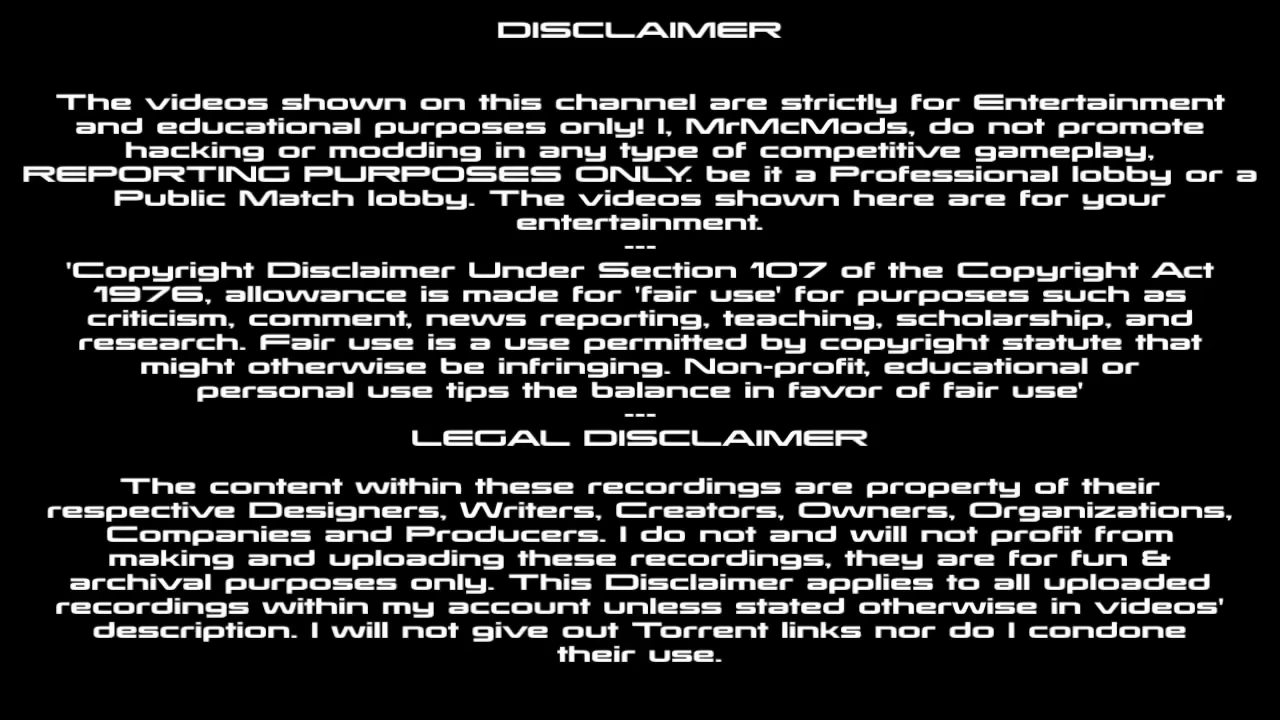 DISCLAIMER
The videos shown on this channel are strictly for Entertainment
and educational purposes only! I, MrMcMods, do not promote
hacking or modding in any type of competitive gameplay,
REPORTING PURPOSES ONLY. be it a Professional lobby or a
Public Match lobby. The videos shown here are for your
entertainment.
---
'Copyright Disclaimer Under Section 107 of the Copyright Act
1976, allowance is made for 'fair use' for purposes such as
criticism, comment, news reporting, teaching, scholarship, and
research. Fair use is a use permitted by copyright statute that
might otherwise be infringing. Non-profit, educational or
personal use tips the balance in favor of fair use'
---
LEGAL DISCLAIMER
The content within these recordings are property of their
respective Designers, Writers, Creators, Owners, Organizations,
Companies and Producers. I do not and will not profit from
making and uploading these recordings, they are for fun &
archival purposes only. This Disclaimer applies to all uploaded
recordings within my account unless stated otherwise in videos'
description. I will not give out Torrent links nor do I condone
their use.